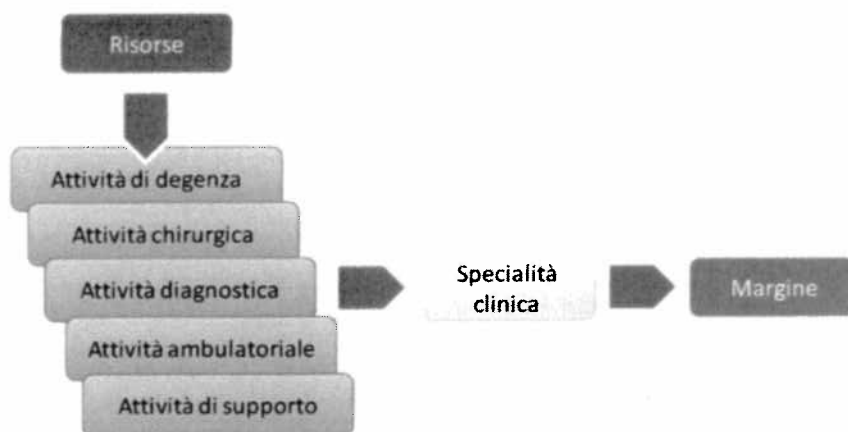 Risorse
Attività di degenza
Attività chirurgica
Attività diagnostica
Attività ambulatoriale
Attività di supporto
Specialità
clinica
Margine